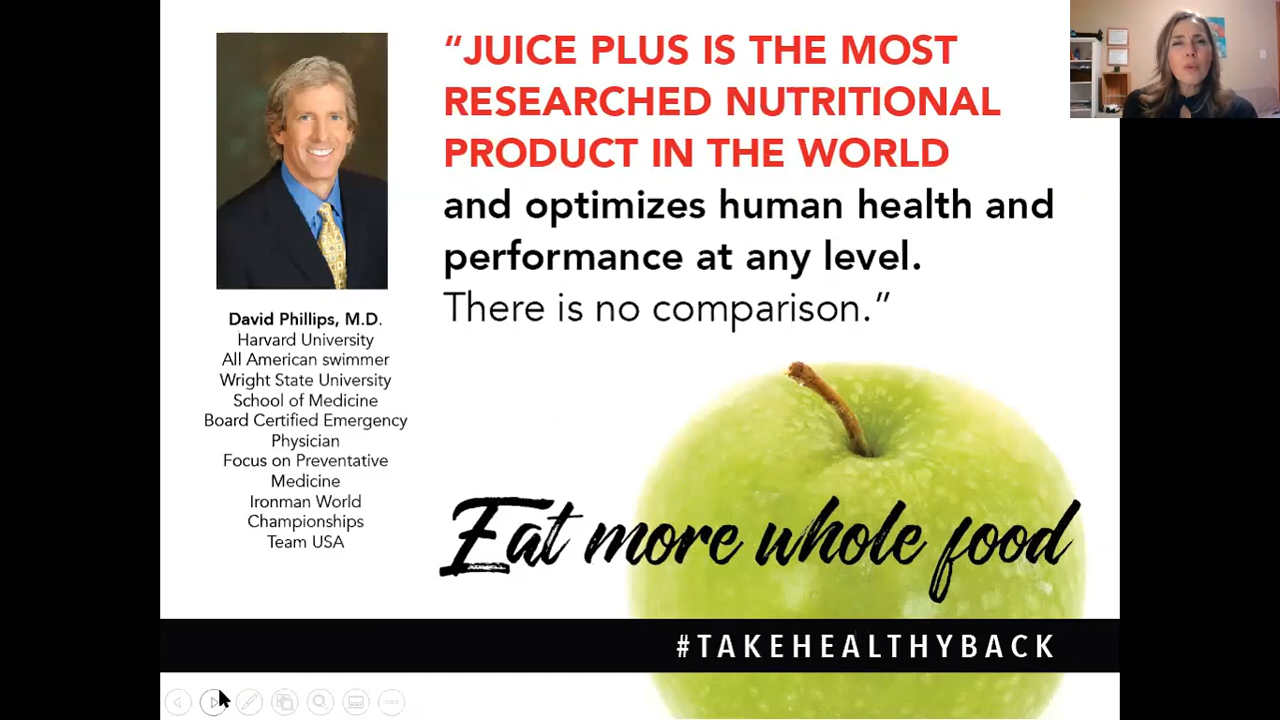 “JUICE PLUS IS THE MOST
RESEARCHED NUTRITIONAL
PRODUCT IN THE WORLD
and optimizes human health and
performance at any level.
There is no comparison.”
David Phillips, M.D.
Harvard University
All American swimmer
Wright State University
School of Medicine
Board Certified Emergency
Physician
Focus on Preventative
Medicine
Ironman World
Championships
Team USA
Eat more whole food
#TAKEHEALTHYBACK